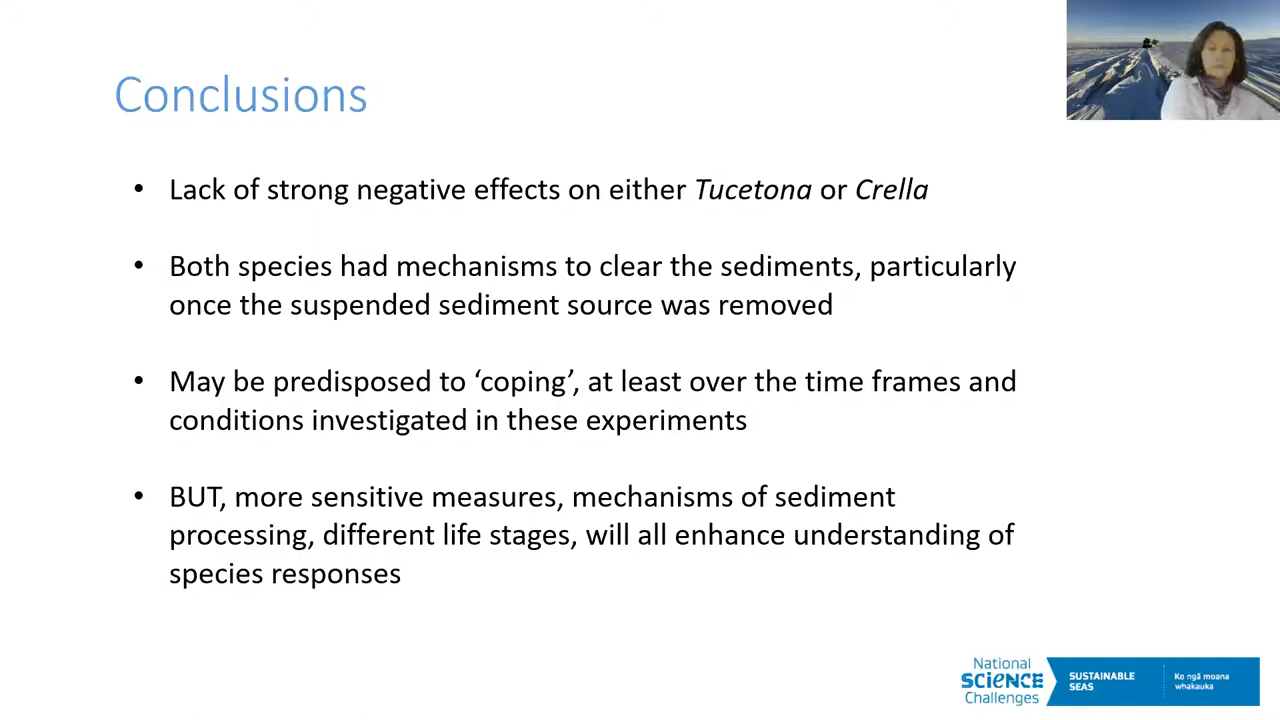 Conclusions
• Lack of strong negative effects on either Tucetona or Crella
• Both species had mechanisms to clear the sediments, particularly
once the suspended sediment source was removed
• May be predisposed to ‘coping’, at least over the time frames and
conditions investigated in these experiments
• BUT, more sensitive measures, mechanisms of sediment
processing, different life stages, will all enhance understanding of
species responses
National
SCIENCE
Challenges
SUSTAINABLE
SEAS
Ko ngā moana
whakauka